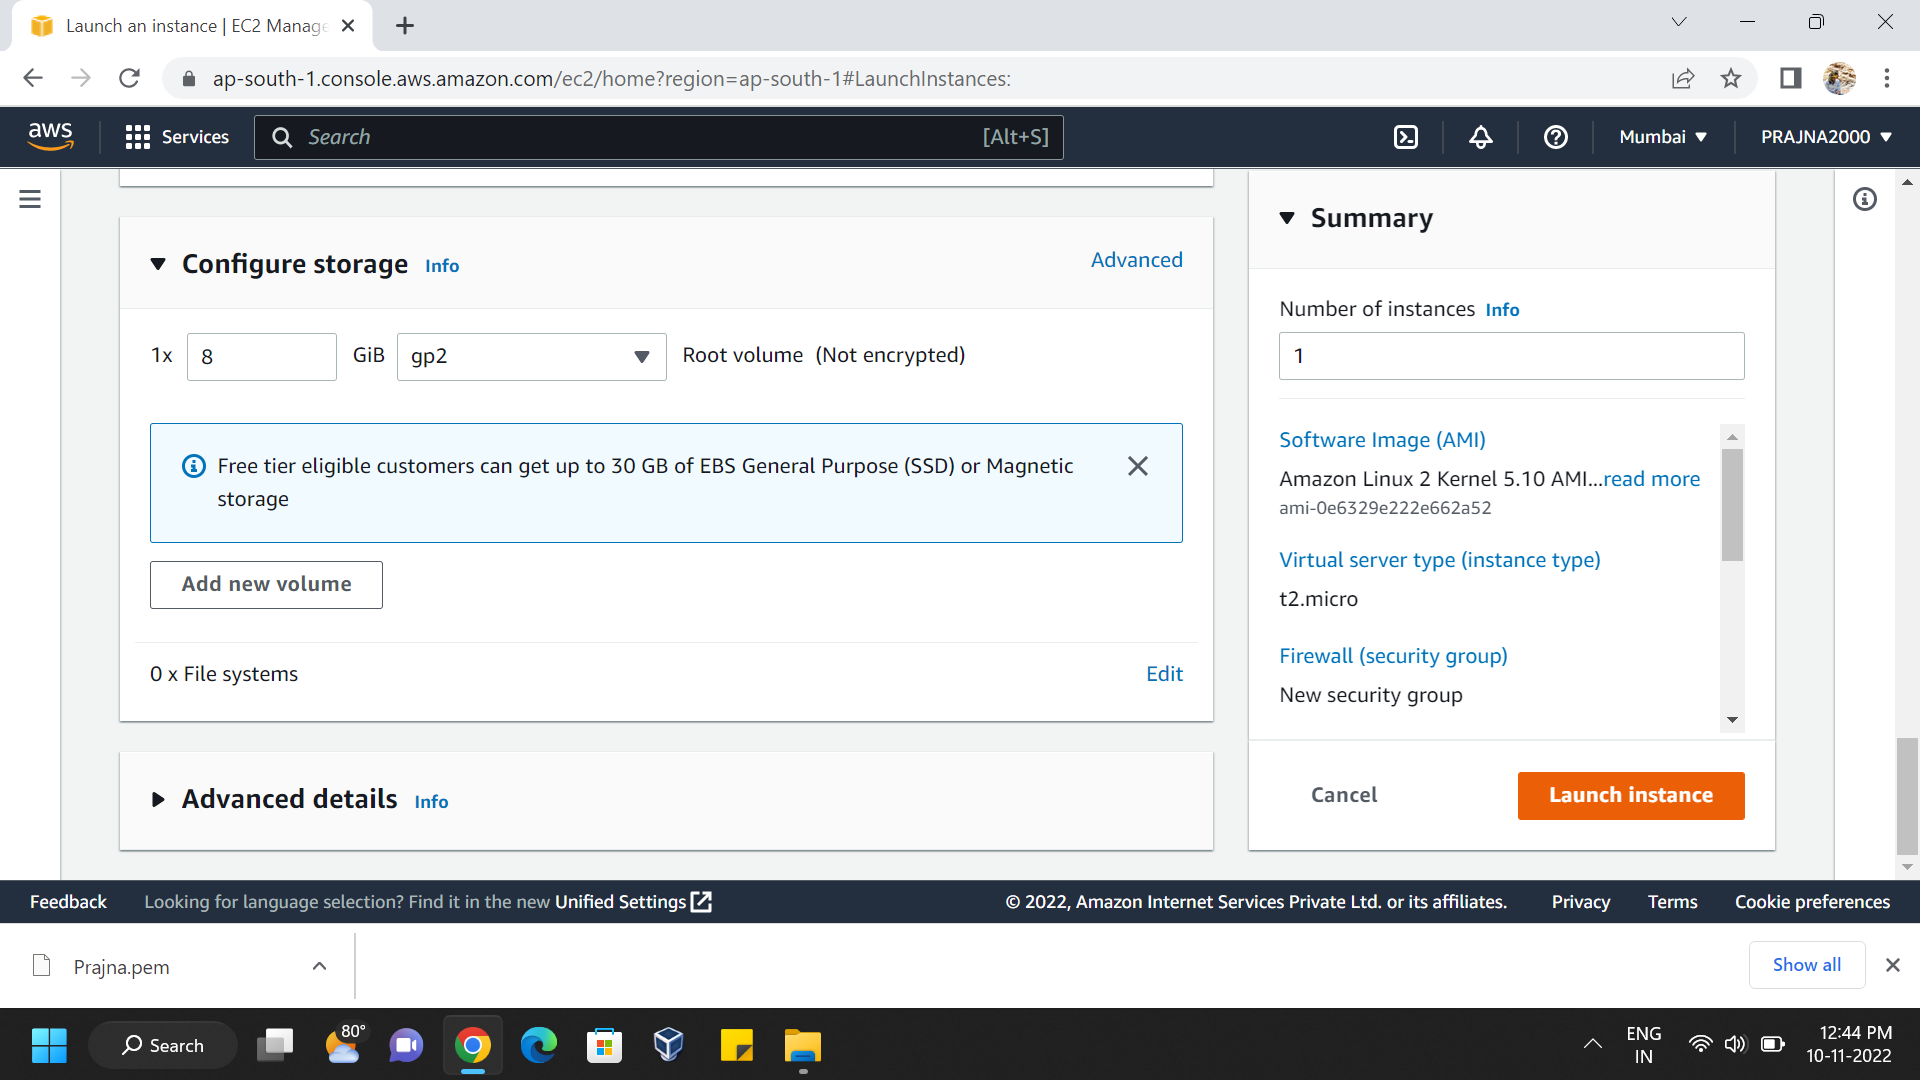 Launch an instance | EC2 Manage
ap-south-1.console.aws.amazon.com/ec2/home?region=ap-south-1#LaunchInstances:
aws
Services
Search
[Alt+S]
Mumbai
PRAJNA2000
Configure storage Info
Advanced
1x 8 GiB gp2 Root volume (Not encrypted)
Free tier eligible customers can get up to 30 GB of EBS General Purpose (SSD) or Magnetic
storage
Add new volume
0 x File systems
Edit
Advanced details Info
Summary
Number of instances Info
1
Software Image (AMI)
Amazon Linux 2 Kernel 5.10 AMI...read more
ami-0e6329e222e662a52
Virtual server type (instance type)
t2.micro
Firewall (security group)
New security group
Cancel
Launch instance
Feedback
Looking for language selection? Find it in the new Unified Settings
© 2022, Amazon Internet Services Private Ltd. or its affiliates.
Privacy
Terms
Cookie preferences
Prajna.pem
Show all
Search
80°
ENG
IN
12:44 PM
10-11-2022